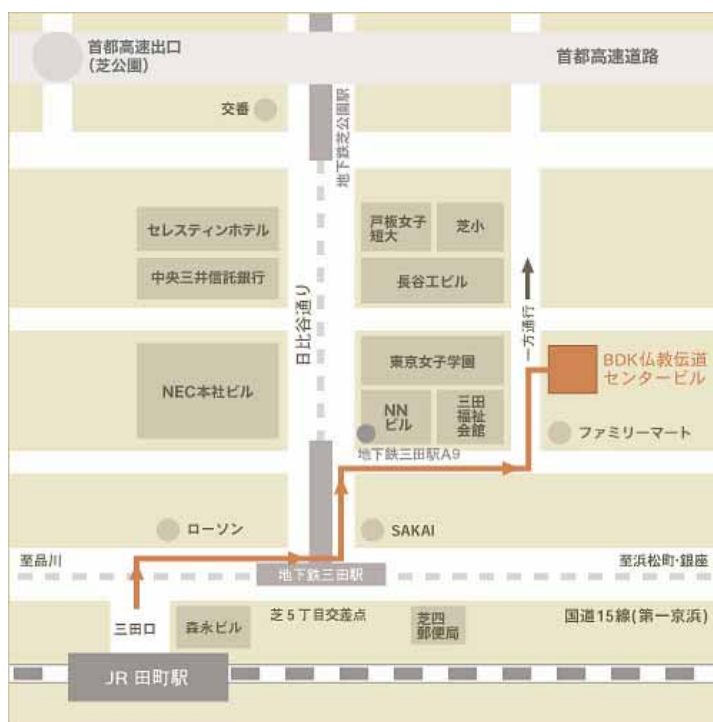 首都高速出口
(芝公園)
首都高速道路
交番
地下鉄芝公園駅
セレスティンホテル
中央三井信託銀行
日比谷通り
戸板女子
短大
芝小
長谷工ビル
一方通行
NEC本社ビル
東京女子学園
NN
ビル
三田
福祉
会館
BDK仏教伝道
センタービル
ファミリーマート
地下鉄三田駅A9
ローソン
SAKAI
至品川
至浜松町・銀座
地下鉄三田駅
三田口
森永ビル
芝5丁目交差点
芝四
郵便局
国道15線(第一京浜)
JR 田町駅